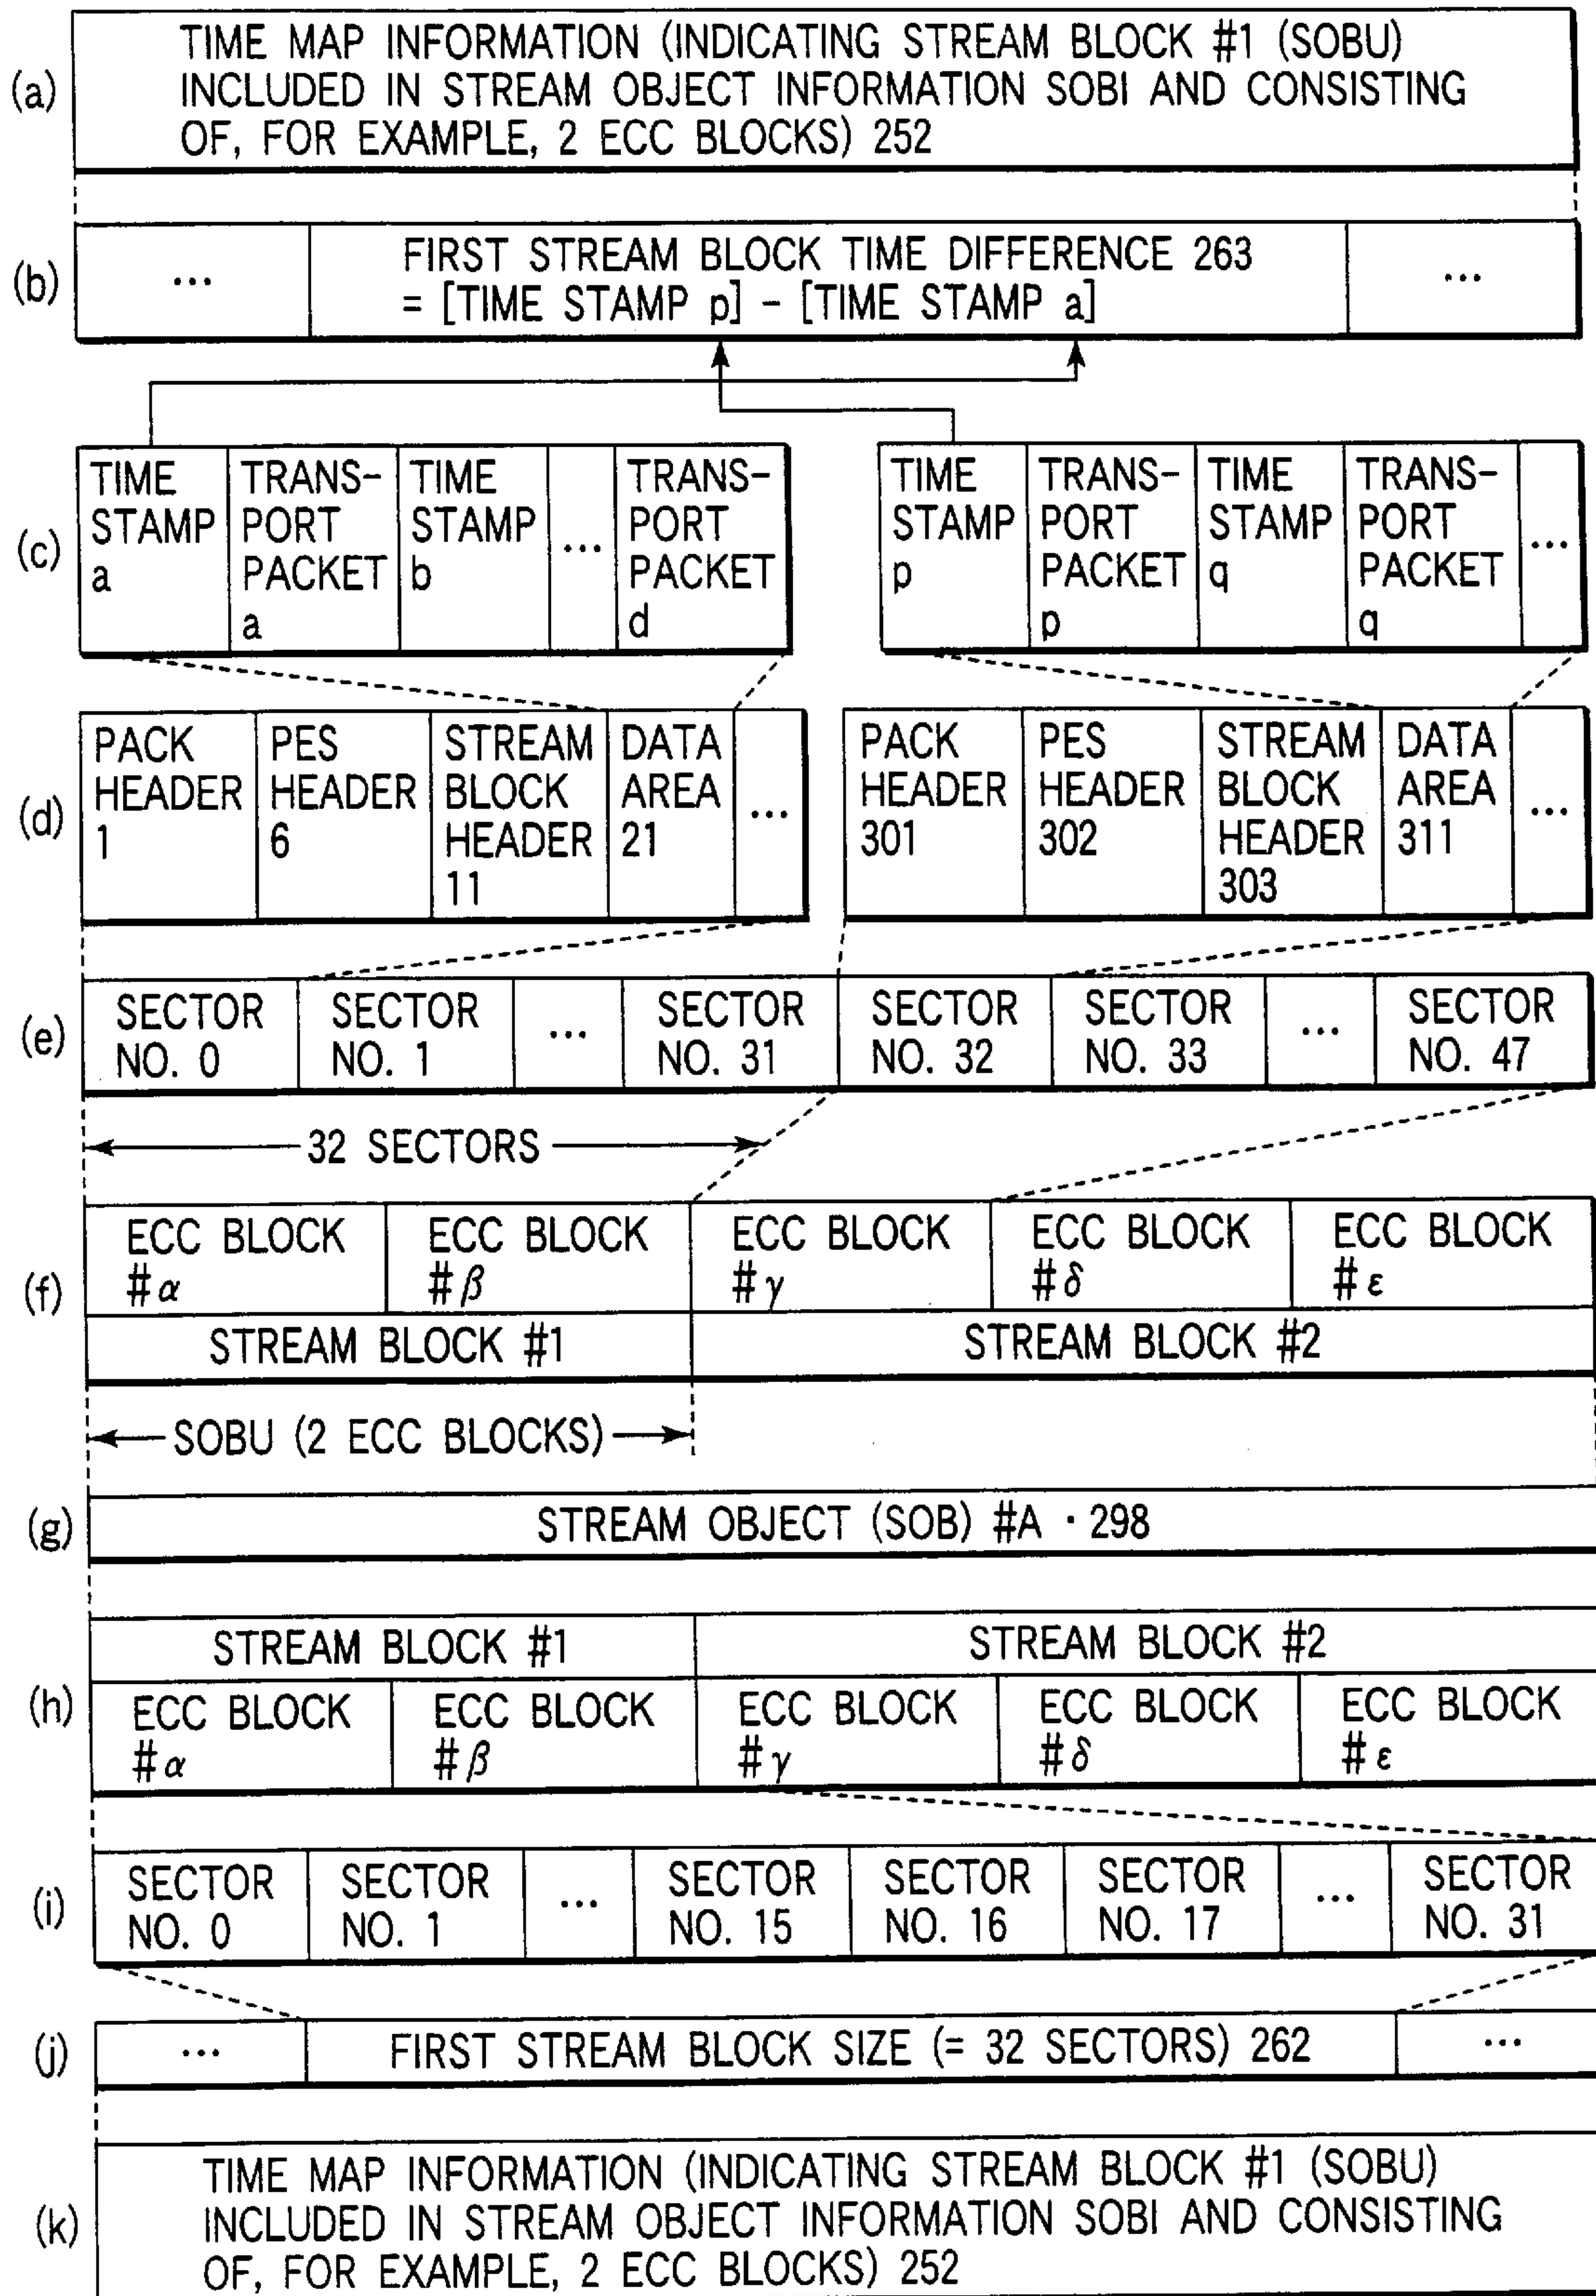 (a)
TIME MAP INFORMATION (INDICATING STREAM BLOCK #1 (SOBU)
INCLUDED IN STREAM OBJECT INFORMATION SOBI AND CONSISTING
OF, FOR EXAMPLE, 2 ECC BLOCKS) 252
(b)
...
FIRST STREAM BLOCK TIME DIFFERENCE 263
= [TIME STAMP p] - [TIME STAMP a]
...
(c)
TIME
STAMP
a
TRANS-
PORT
PACKET
a
TIME
STAMP
b
...
TRANS-
PORT
PACKET
d
TIME
STAMP
p
TRANS-
PORT
PACKET
p
TIME
STAMP
q
TRANS-
PORT
PACKET
q
...
(d)
PACK
HEADER
1
PES
HEADER
6
STREAM
BLOCK
HEADER
11
DATA
AREA
21
...
PACK
HEADER
301
PES
HEADER
302
STREAM
BLOCK
HEADER
303
DATA
AREA
311
...
(e)
SECTOR
NO. 0
SECTOR
NO. 1
...
SECTOR
NO. 31
SECTOR
NO. 32
SECTOR
NO. 33
...
SECTOR
NO. 47
32 SECTORS
(f)
ECC BLOCK
#α
ECC BLOCK
#β
ECC BLOCK
#γ
ECC BLOCK
#δ
ECC BLOCK
#ε
STREAM BLOCK #1
STREAM BLOCK #2
SOBU (2 ECC BLOCKS)
(g)
STREAM OBJECT (SOB) #A · 298
(h)
STREAM BLOCK #1
STREAM BLOCK #2
ECC BLOCK
#α
ECC BLOCK
#β
ECC BLOCK
#γ
ECC BLOCK
#δ
ECC BLOCK
#ε
(i)
SECTOR
NO. 0
SECTOR
NO. 1
...
SECTOR
NO. 15
SECTOR
NO. 16
SECTOR
NO. 17
...
SECTOR
NO. 31
(j)
...
FIRST STREAM BLOCK SIZE (= 32 SECTORS) 262
...
(k)
TIME MAP INFORMATION (INDICATING STREAM BLOCK #1 (SOBU)
INCLUDED IN STREAM OBJECT INFORMATION SOBI AND CONSISTING
OF, FOR EXAMPLE, 2 ECC BLOCKS) 252